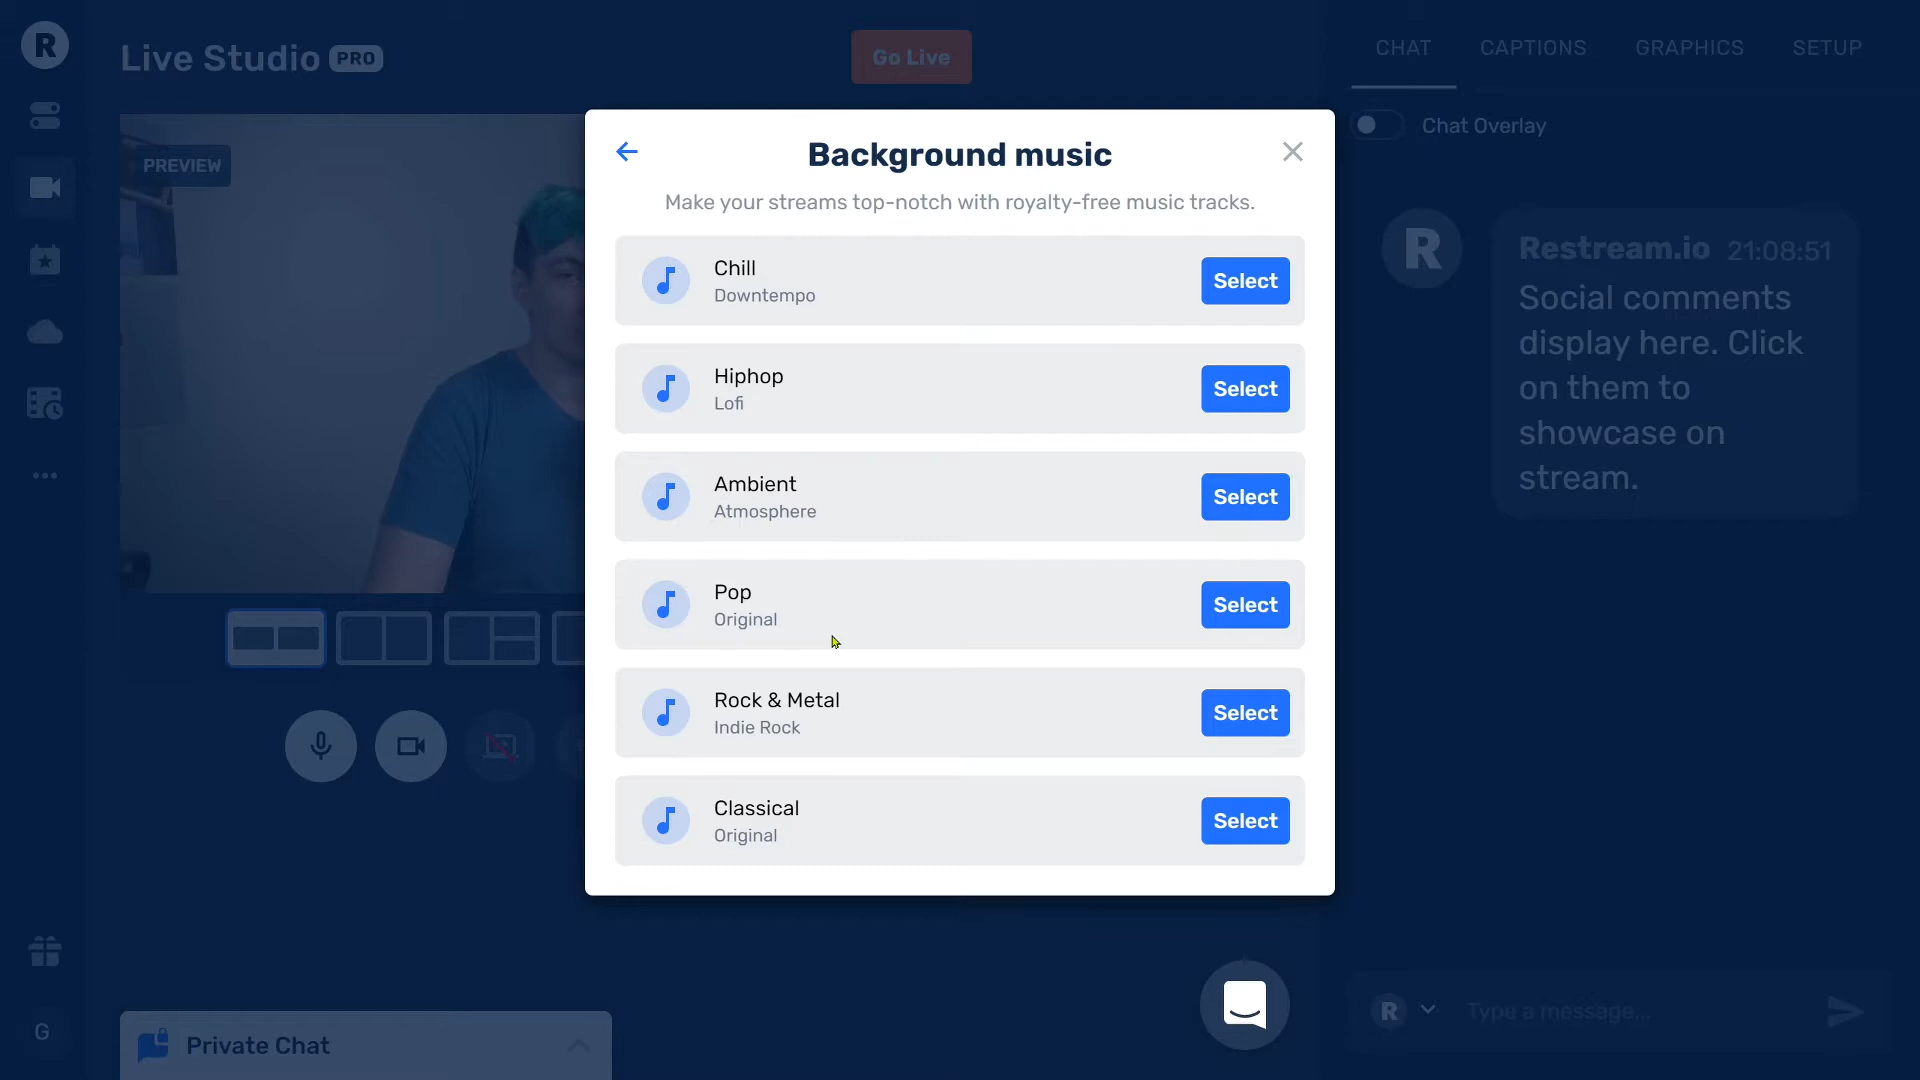 R
Live Studio PRO
Go Live
CHAT CAPTIONS GRAPHICS SETUP
Chat Overlay
PREVIEW
Background music
Make your streams top-notch with royalty-free music tracks.
Chill
Downtempo
Select
Hiphop
Lofi
Select
Ambient
Atmosphere
Select
Pop
Original
Select
Rock & Metal
Indie Rock
Select
Classical
Original
Select
R
Restream.io 21:08:51
Social comments
display here. Click
on them to
showcase on
stream.
G
Private Chat
R
Type a message...